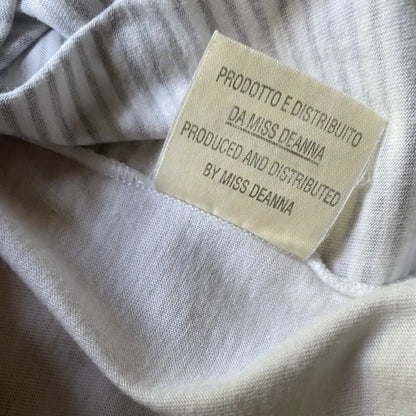 PRODOTTO E DISTRIBUITO
DA MISS DEANNA
PRODUCED AND DISTRIBUTED
BY MISS DEANNA